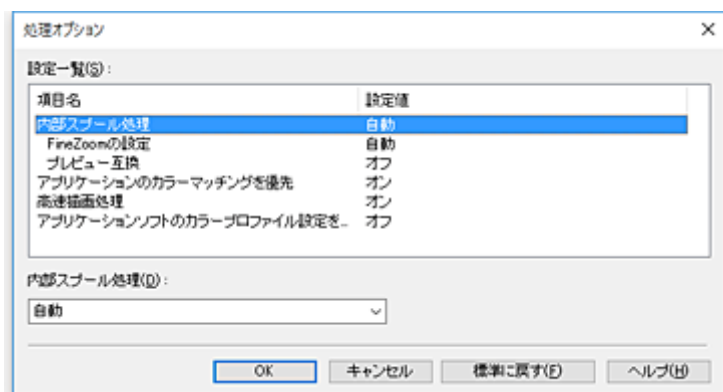 処理オプション
設定一覧(S):
項目名 設定値
内部スプール処理 自動
FineZoomの設定 自動
プレビュー互換 オフ
アプリケーションのカラーマッチングを優先 オン
高速描画処理 オン
アプリケーションソフトのカラープロファイル設定を... オフ
内部スプール処理(D):
自動
OK キャンセル 標準に戻す(F) ヘルプ(H)